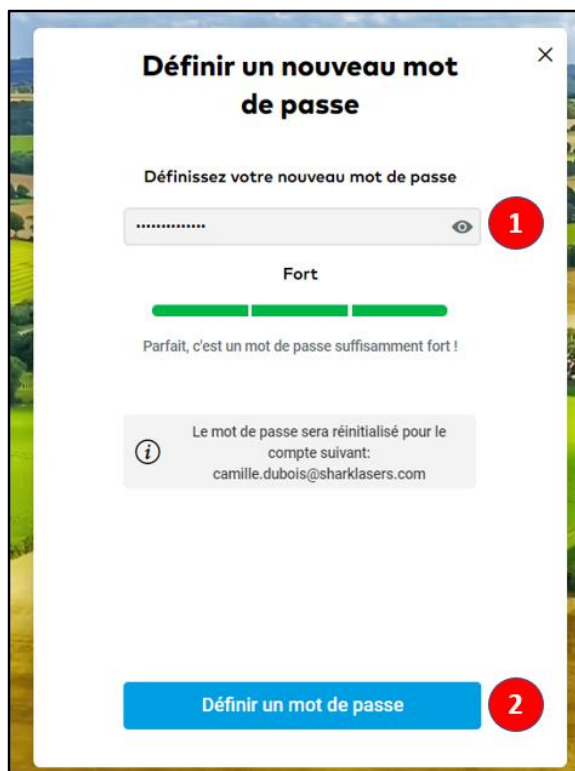 Définir un nouveau mot
de passe
Définissez votre nouveau mot de passe
••••••••••••••
1
Fort
Parfait, c'est un mot de passe suffisamment fort !
Le mot de passe sera réinitialisé pour le
compte suivant:
camille.dubois@sharklasers.com
Définir un mot de passe
2